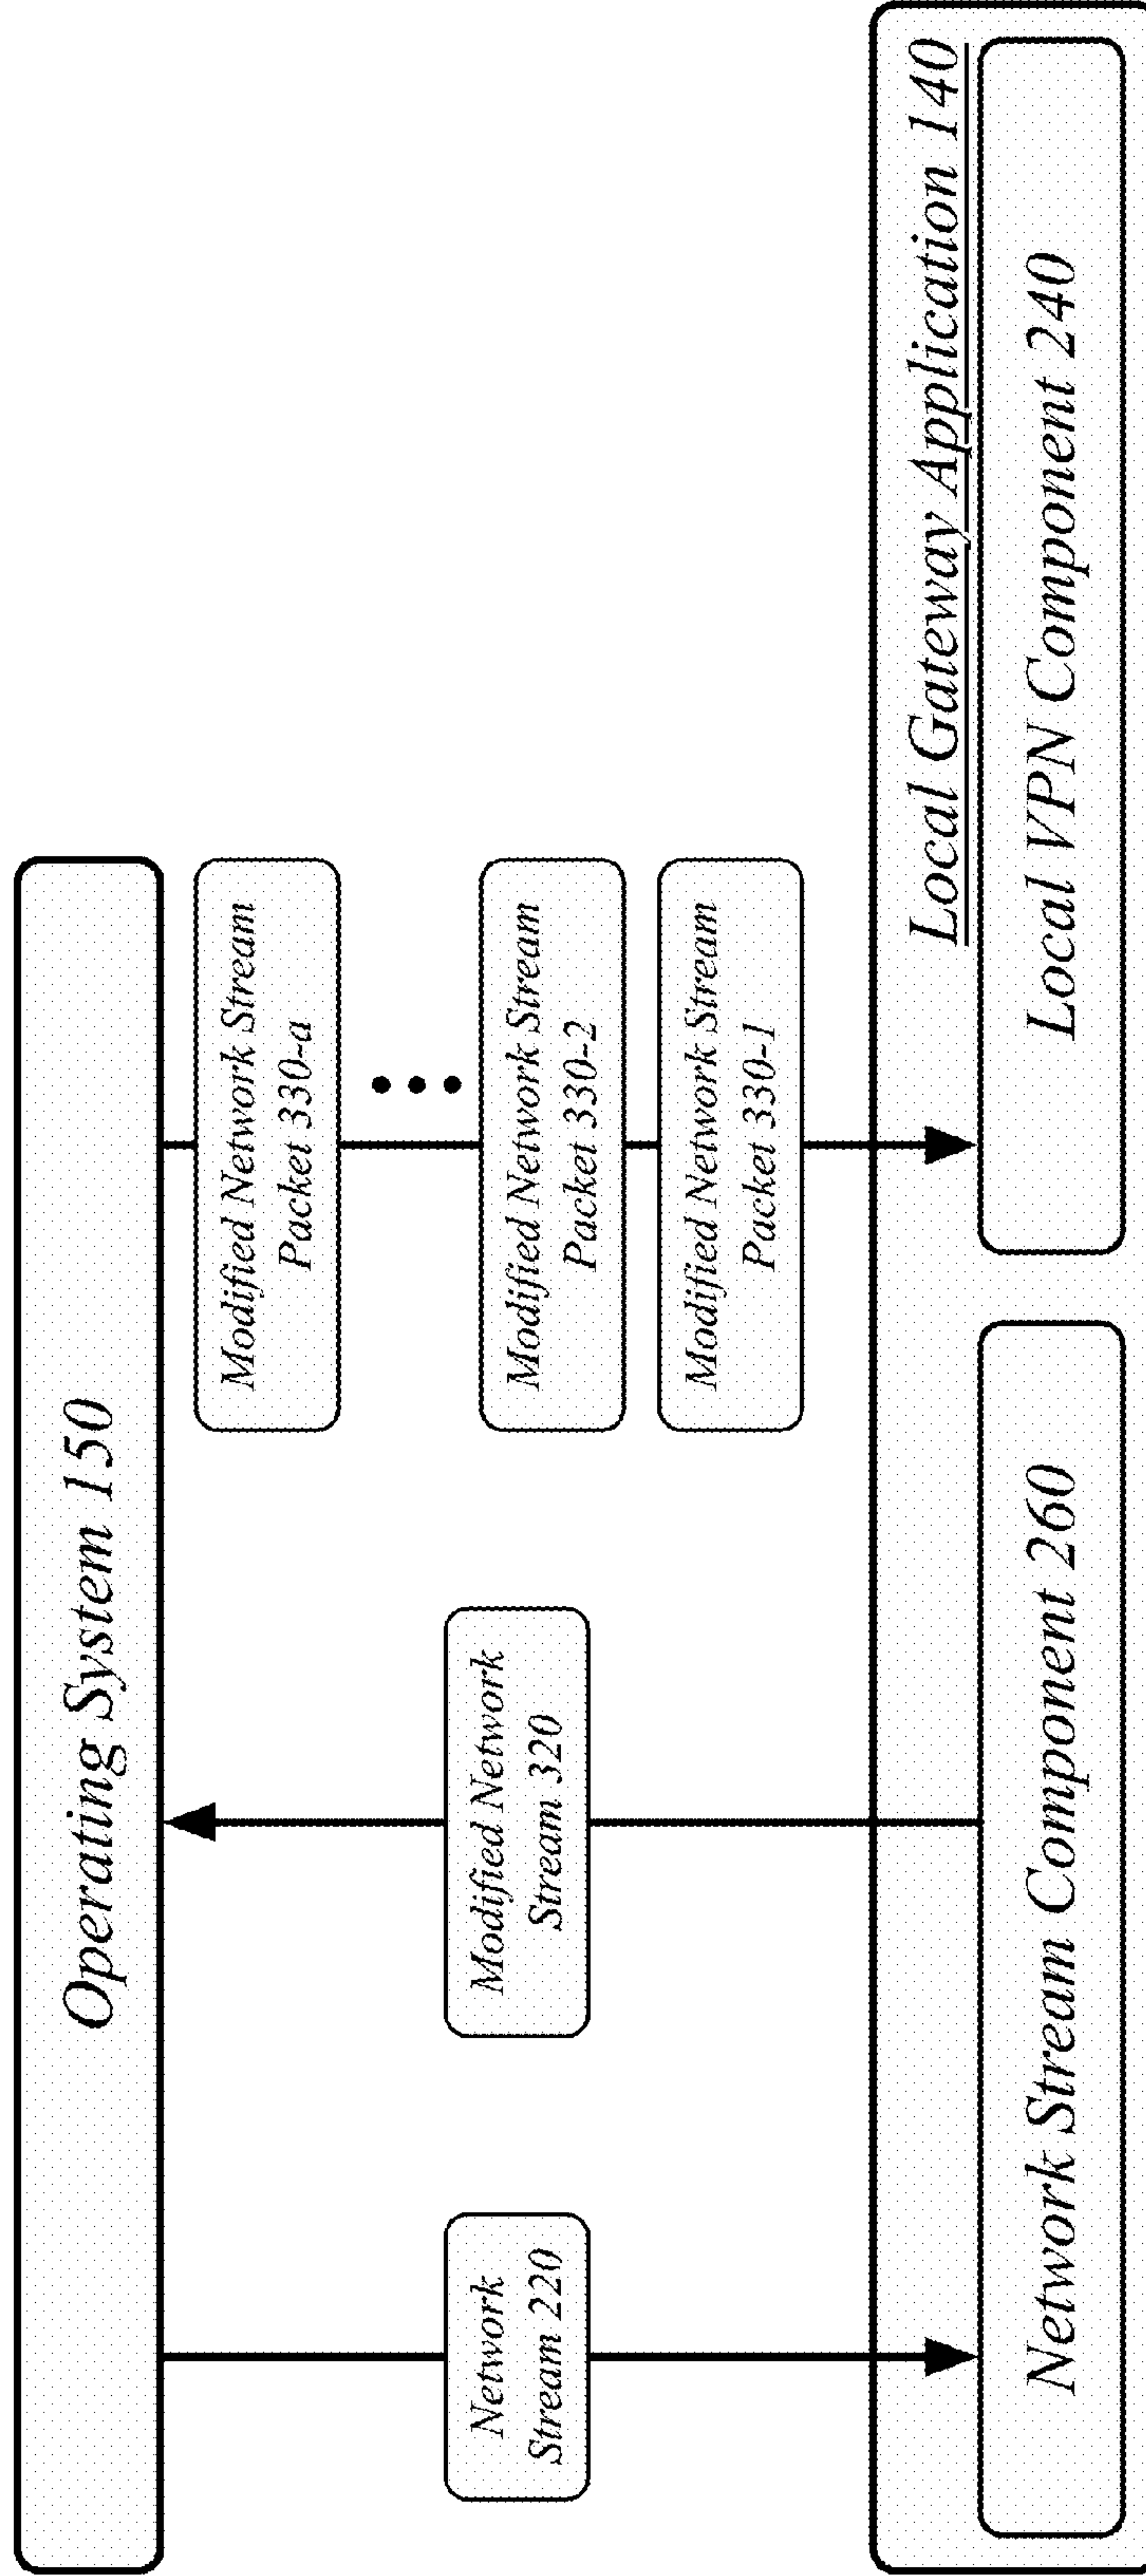 Operating System 150
Network
Stream 220
Modified Network
Stream 320
Modified Network Stream
Packet 330-a
Modified Network Stream
Packet 330-2
Modified Network Stream
Packet 330-1
Local Gateway Application 140
Network Stream Component 260
Local VPN Component 240